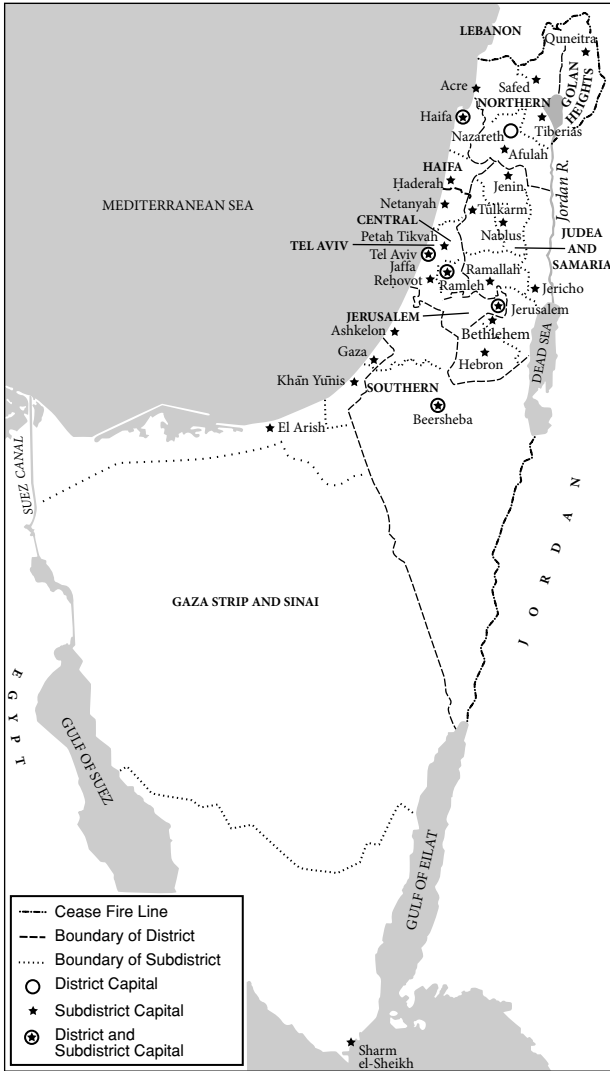 LEBANON
Quneitra
Acre
Safed
GOLAN
HEIGHTS
NORTHERN
Haifa
Nazareth
Tiberias
Afulah
HAIFA
Jenin
Ḥaderah
Jordan R.
MEDITERRANEAN SEA
Netanyah
Tūlkarm
CENTRAL
Nablus
JUDEA
AND
SAMARIA
Petaḥ Tikvah
TEL AVIV
Tel Aviv
Jaffa
Ramallah
Reḥovot
Ramleh
Jericho
JERUSALEM
Jerusalem
Ashkelon
Bethlehem
DEAD SEA
Gaza
Hebron
Khān Yūnis
SOUTHERN
Beersheba
El Arish
SUEZ CANAL
JORDAN
GAZA STRIP AND SINAI
EGYPT
GULF OF SUEZ
GULF OF EILAT
Cease Fire Line
Boundary of District
Boundary of Subdistrict
District Capital
Subdistrict Capital
District and
Subdistrict Capital
Sharm
el-Sheikh